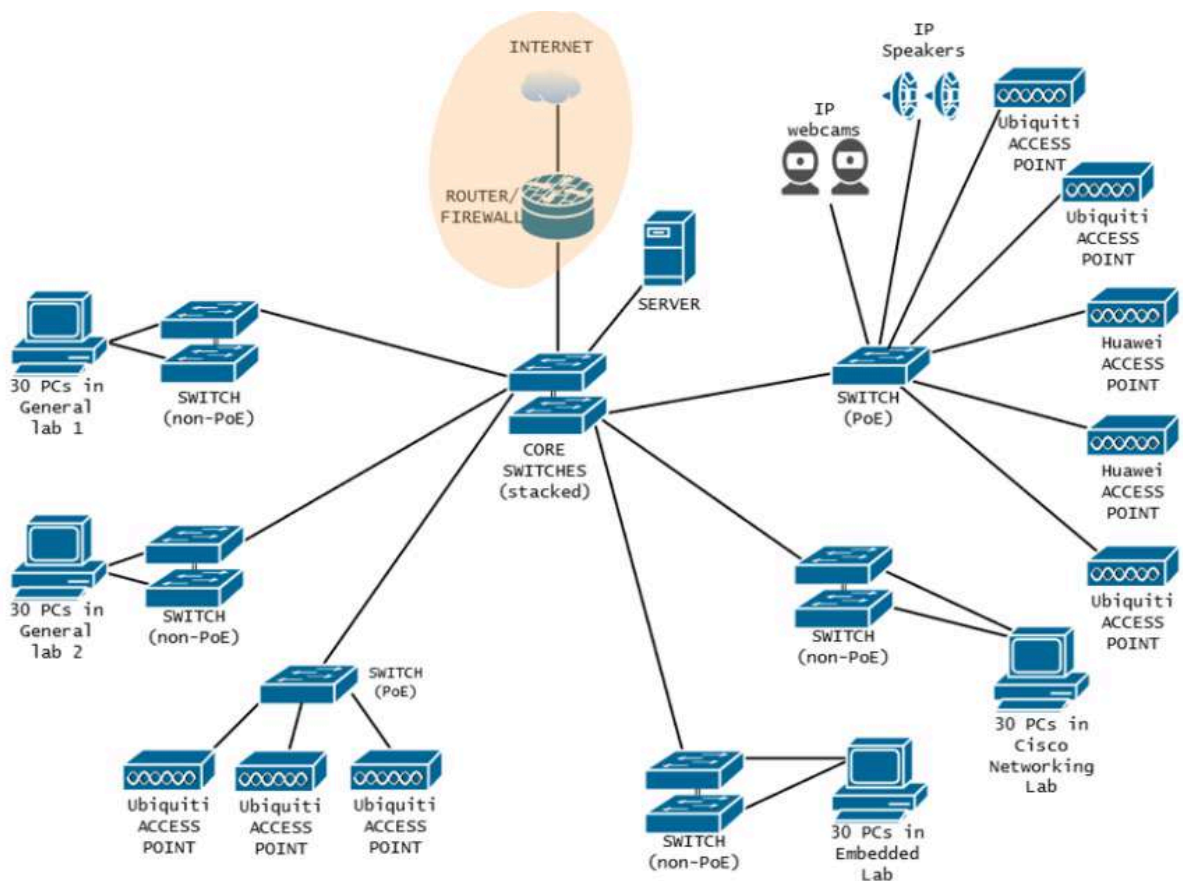 INTERNET
ROUTER/
FIREWALL
SERVER
IP
Speakers
IP
webcams
Ubiquiti
ACCESS
POINT
Ubiquiti
ACCESS
POINT
Huawei
ACCESS
POINT
Huawei
ACCESS
POINT
Ubiquiti
ACCESS
POINT
SWITCH
(PoE)
CORE
SWITCHES
(stacked)
30 PCs in
General
lab 1
SWITCH
(non-PoE)
30 PCs in
General
lab 2
SWITCH
(non-PoE)
SWITCH
(PoE)
Ubiquiti
ACCESS
POINT
Ubiquiti
ACCESS
POINT
Ubiquiti
ACCESS
POINT
SWITCH
(non-PoE)
30 PCs in
Cisco
Networking
Lab
SWITCH
(non-PoE)
30 PCs in
Embedded
Lab